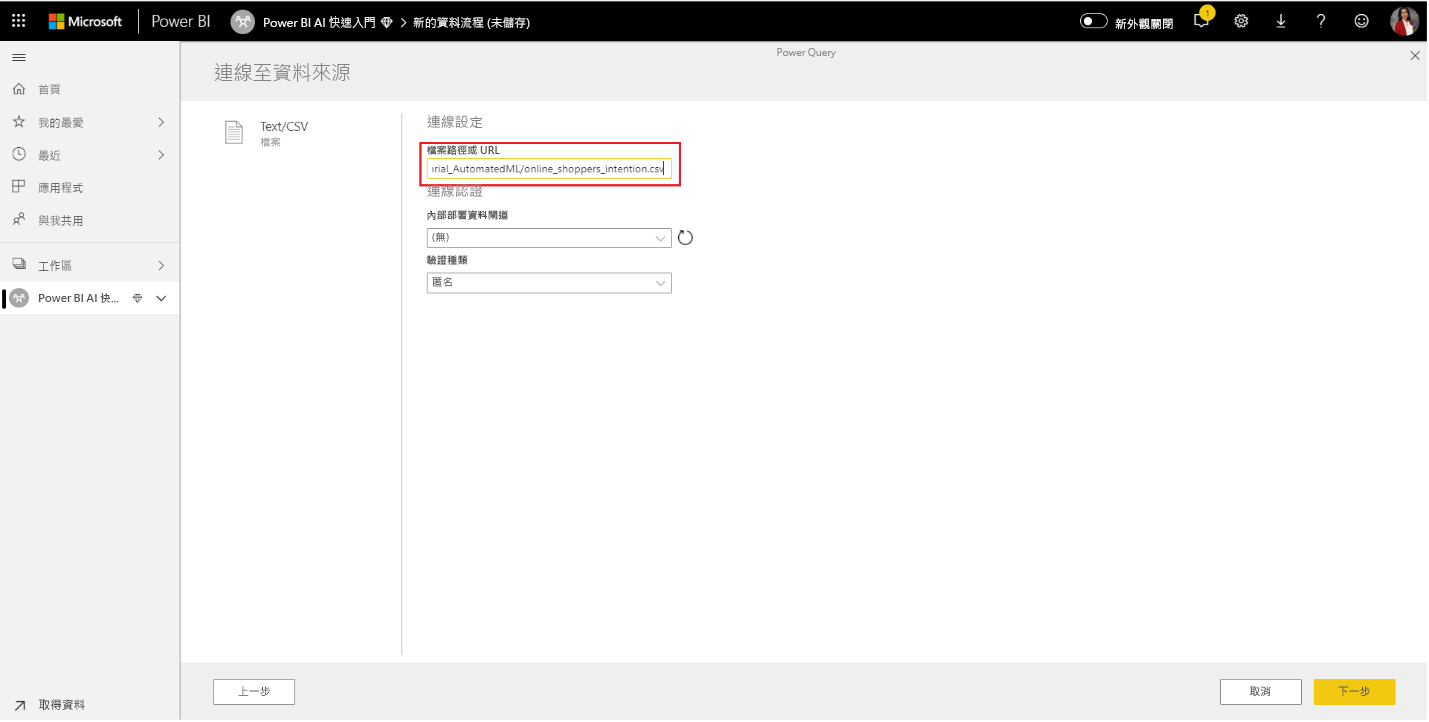 Microsoft Power BI Power BI AI 快速入門 > 新的資料流程 (未儲存) 新外觀關閉 1 ?
Power Query
連線至資料來源
首頁
我的最愛
最近
應用程式
與我共用
工作區
Power BI AI 快...
取得資料
Text/CSV
檔案
連線設定
檔案路徑或 URL
rial_AutomatedML/online_shoppers_intention.csv
連線認證
內部部署資料閘道
(無)
驗證種類
匿名
上一步
取消
下一步